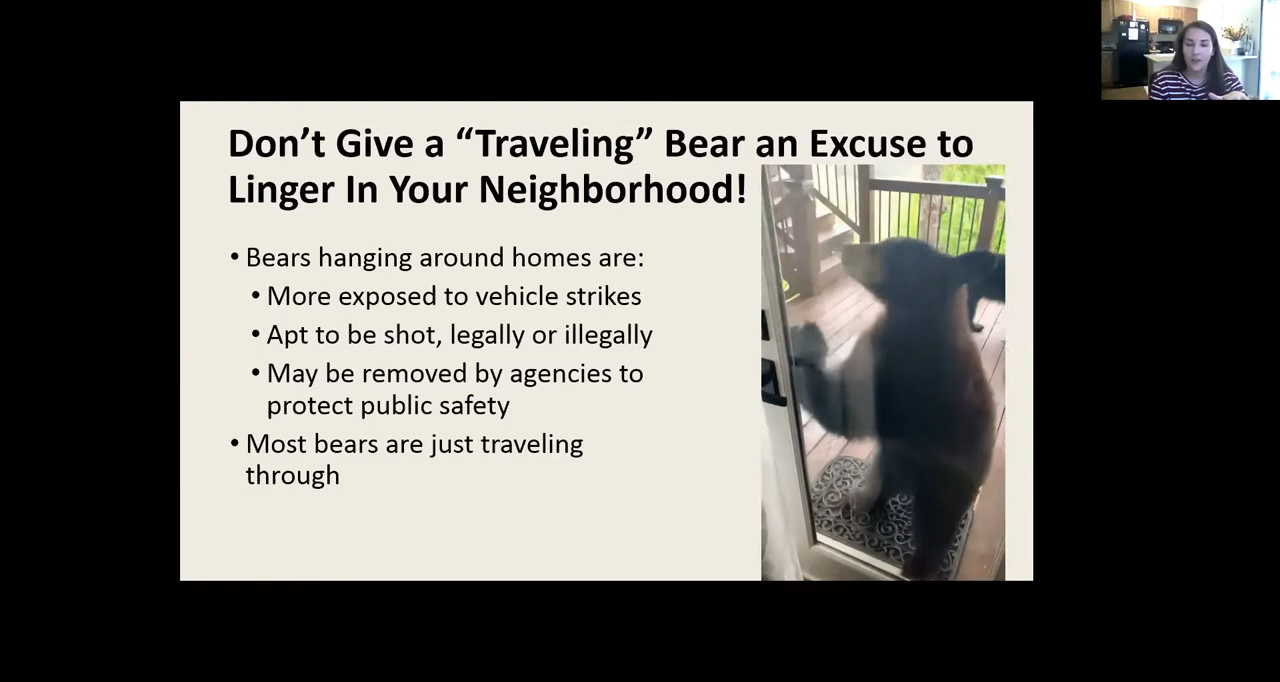 Don’t Give a “Traveling” Bear an Excuse to
Linger In Your Neighborhood!
• Bears hanging around homes are:
• More exposed to vehicle strikes
• Apt to be shot, legally or illegally
• May be removed by agencies to
protect public safety
• Most bears are just traveling
through